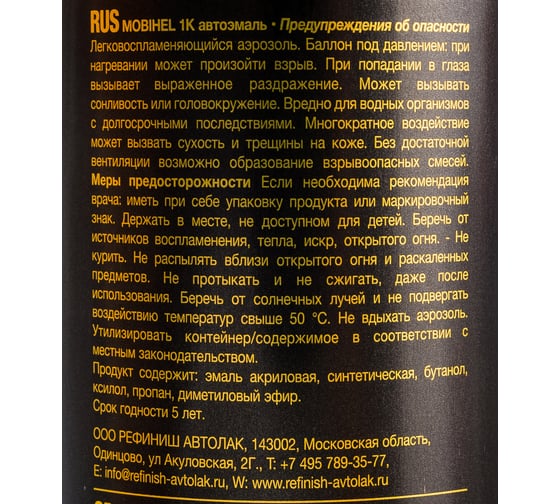 RUS MOBIHEL 1K автоэмаль • Предупреждения об опасности
Легковоспламеняющийся аэрозоль. Баллон под давлением: при
нагревании может произойти взрыв. При попадании в глаза
вызывает выраженное раздражение. Может вызывать
сонливость или головокружение. Вредно для водных организмов
с долгосрочными последствиями. Многократное воздействие
может вызвать сухость и трещины на коже. Без достаточной
вентиляции возможно образование взрывоопасных смесей.
Меры предосторожности Если необходима рекомендация
врача: иметь при себе упаковку продукта или маркировочный
знак. Держать в месте, не доступном для детей. Беречь от
источников воспламенения, тепла, искр, открытого огня. - Не
курить. Не распылять вблизи открытого огня и раскаленных
предметов. Не протыкать и не сжигать, даже после
использования. Беречь от солнечных лучей и не подвергать
воздействию температур свыше 50 °C. Не вдыхать аэрозоль.
Утилизировать контейнер/содержимое в соответствии с
местным законодательством.
Продукт содержит: эмаль акриловая, синтетическая, бутанол,
ксилол, пропан, диметиловый эфир.
Срок годности 5 лет.
ООО РЕФИНИШ АВТОЛАК, 143002, Московская область,
Одинцово, ул Акуловская, 2Г., Т: +7 495 789-35-77,
E: info@refinish-avtolak.ru, W: www.refinish-avtolak.ru